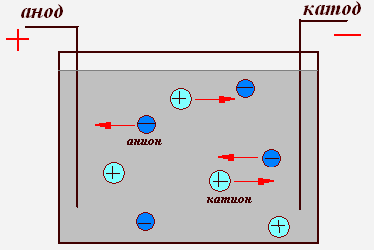 анод
катод
+
−
анион
катион